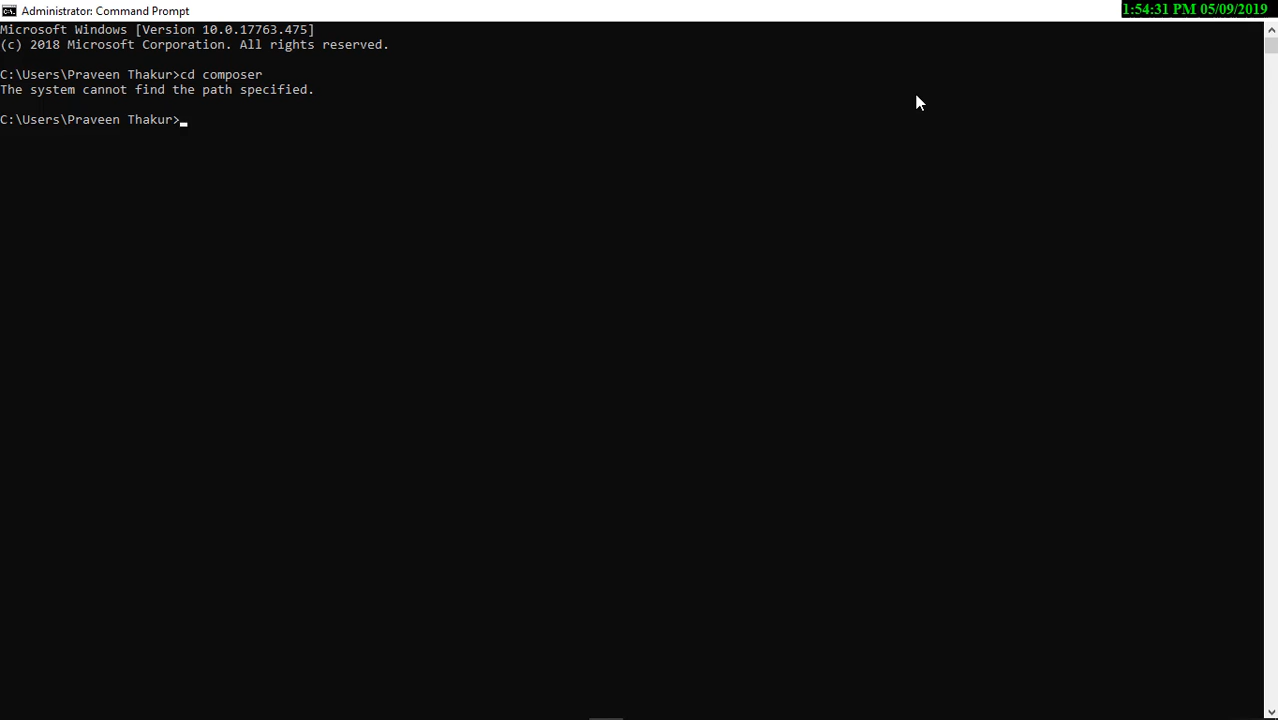 Administrator: Command Prompt
1:54:31 PM 05/09/2019
Microsoft Windows [Version 10.0.17763.475]
(c) 2018 Microsoft Corporation. All rights reserved.
C:\Users\Praveen Thakur>cd composer
The system cannot find the path specified.
C:\Users\Praveen Thakur>